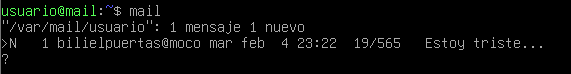 usuario@mail:~$ mail
"/var/mail/usuario": 1 mensaje 1 nuevo
>N   1 bilielpuertas@moco mar feb  4 23:22  19/565   Estoy triste...
?